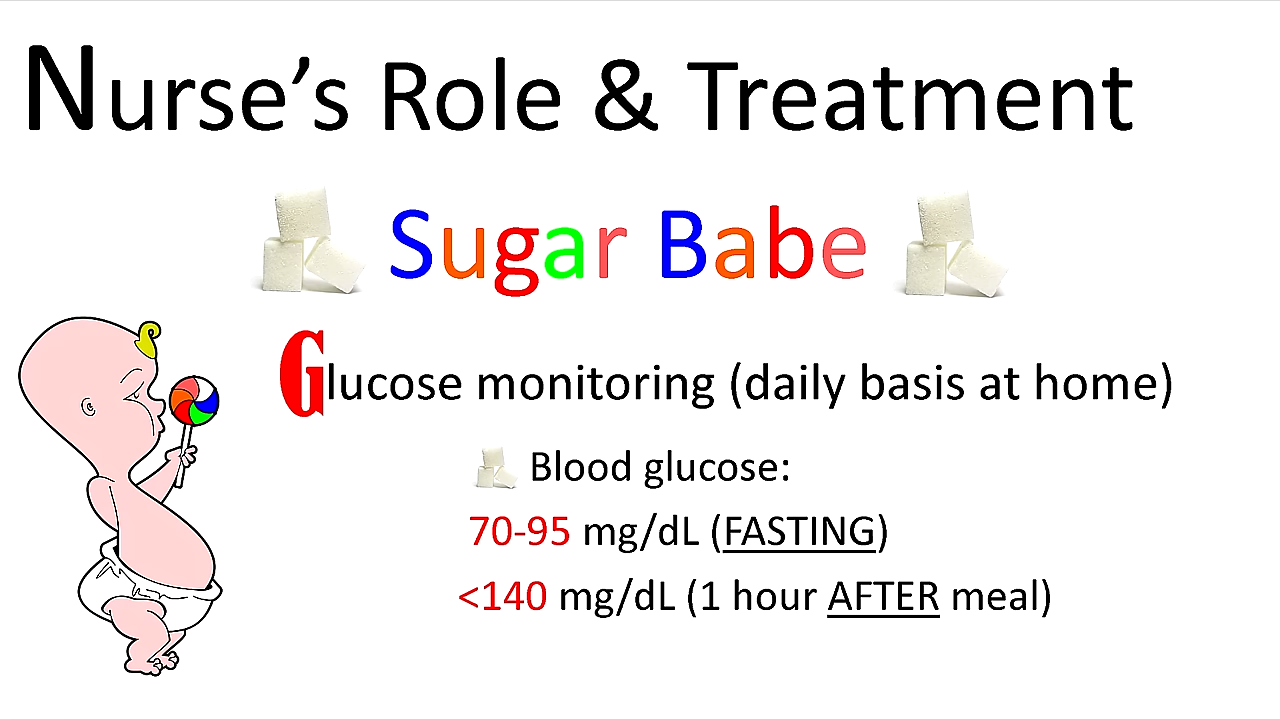 Nurse’s Role & Treatment
Sugar Babe
Glucose monitoring (daily basis at home)
Blood glucose:
70-95 mg/dL (FASTING)
<140 mg/dL (1 hour AFTER meal)